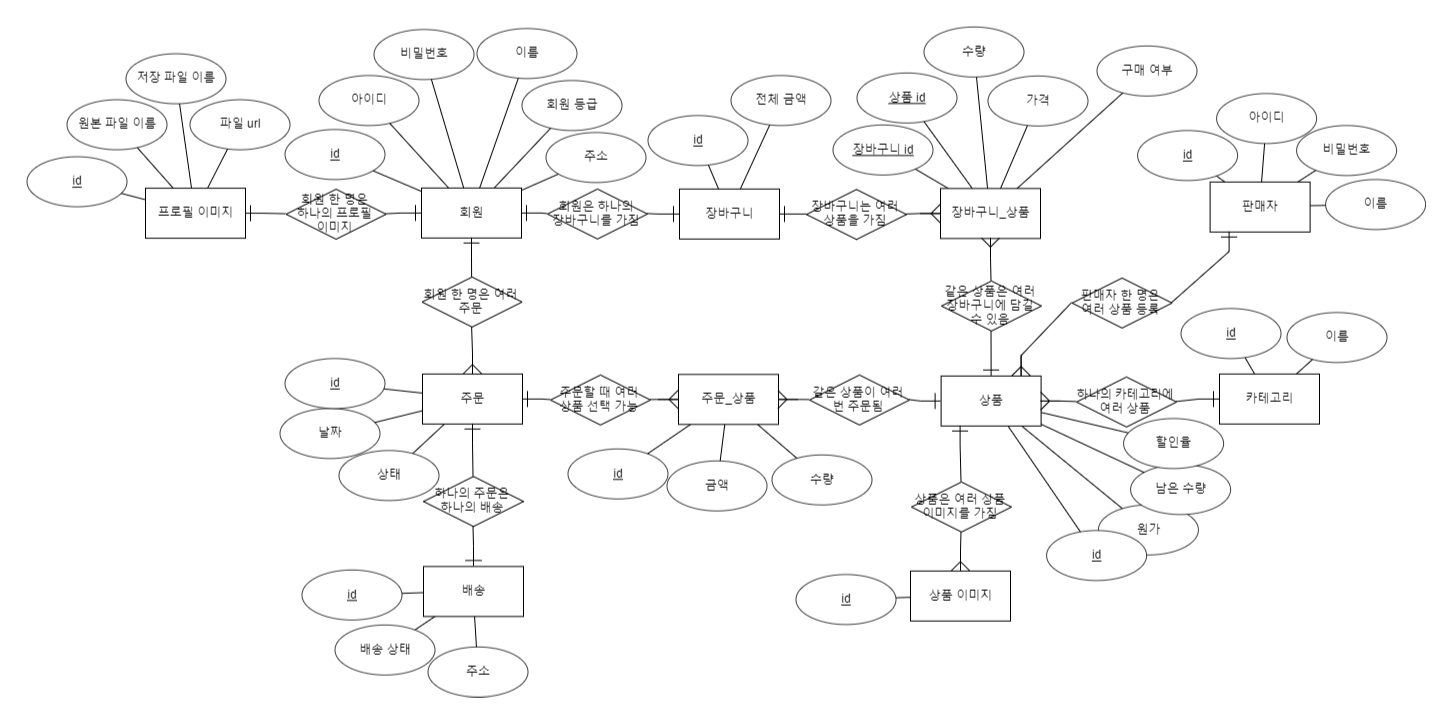 비밀번호
이름
수량
저장 파일 이름
아이디
회원 등급
전체 금액
상품 id
가격
구매 여부
원본 파일 이름
파일 url
id
주소
id
장바구니 id
아이디
id
비밀번호
id
이름
프로필 이미지
회원 한 명은
하나의 프로필
이미지
회원
회원은 하나의
장바구니를 가짐
장바구니
장바구니는 여러
상품을 가짐
장바구니_상품
판매자
회원 한 명은 여러
주문
같은 상품은 여러
장바구니에 담길
수 있음
판매자 한 명은
여러 상품 등록
id
이름
id
날짜
상태
주문
주문할 때 여러
상품 선택 가능
주문_상품
같은 상품이 여러
번 주문됨
상품
하나의 카테고리에
여러 상품
카테고리
id
금액
수량
할인율
남은 수량
원가
id
하나의 주문은
하나의 배송
상품은 여러 상품
이미지를 가짐
id
배송 상태
주소
배송
id
상품 이미지